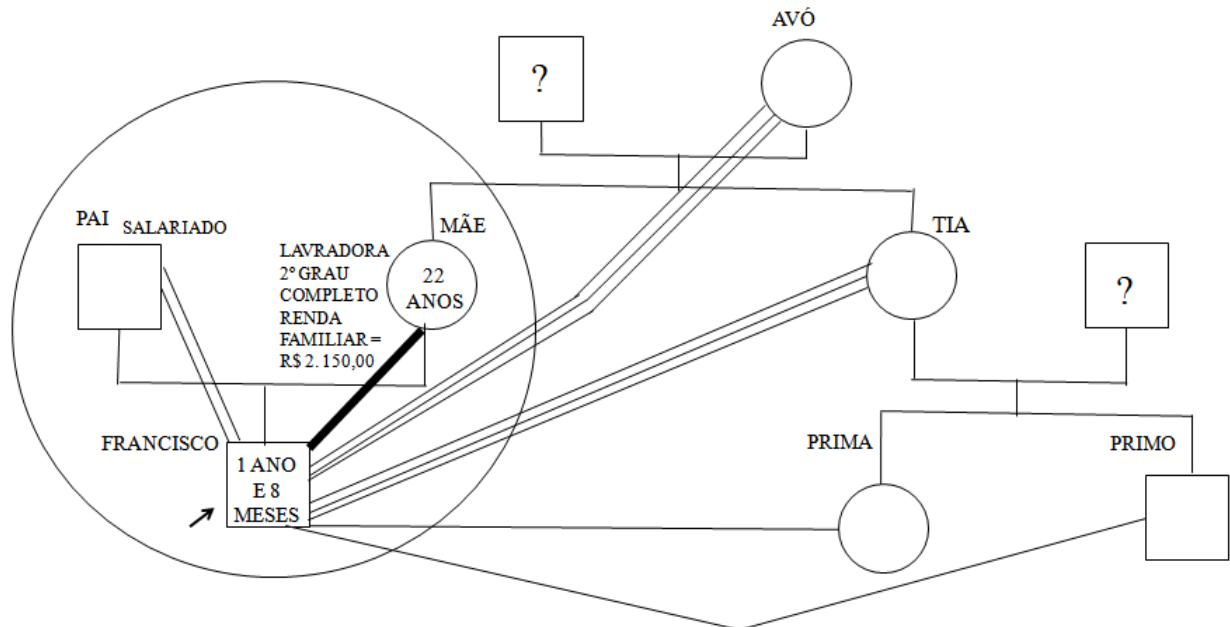 AVÓ
?
PAI
SALARIADO
MÃE
LAVRADORA
2º GRAU
COMPLETO
RENDA
FAMILIAR =
R$ 2.150,00
22
ANOS
TIA
?
FRANCISCO
1 ANO
E 8
MESES
PRIMA
PRIMO